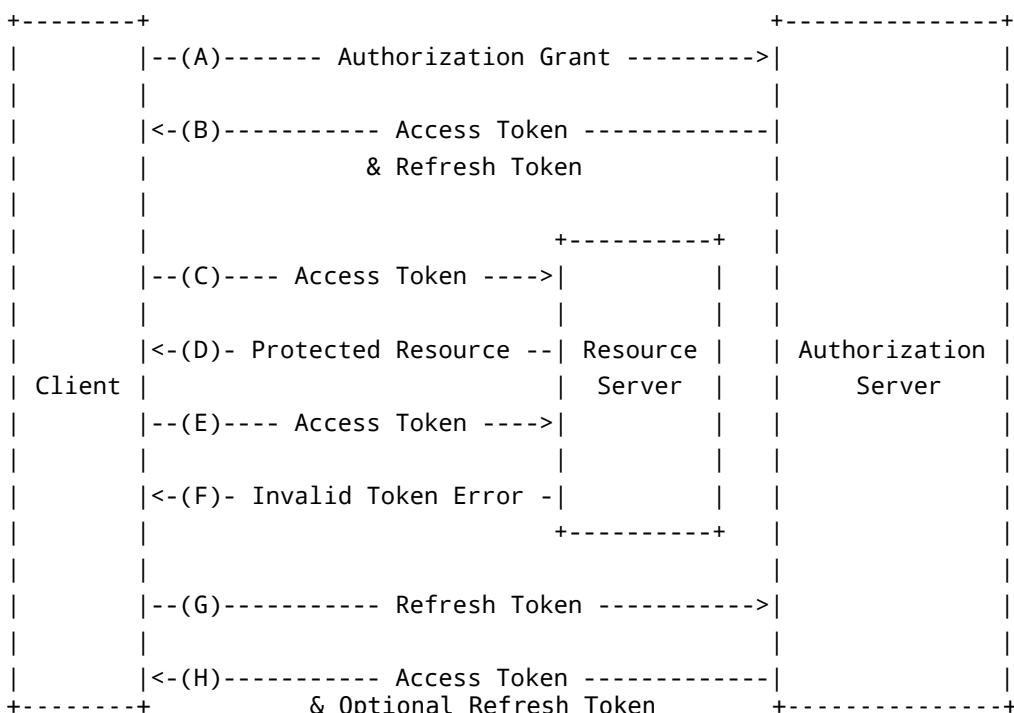 --(A)------- Authorization Grant --------->
<-(B)----------- Access Token -------------
& Refresh Token
--(C)---- Access Token ---->
<-(D)- Protected Resource -- Resource Authorization
Client Server Server
--(E)---- Access Token ---->
<-(F)- Invalid Token Error -
--(G)----------- Refresh Token ----------->
<-(H)----------- Access Token -------------
& Optional Refresh Token